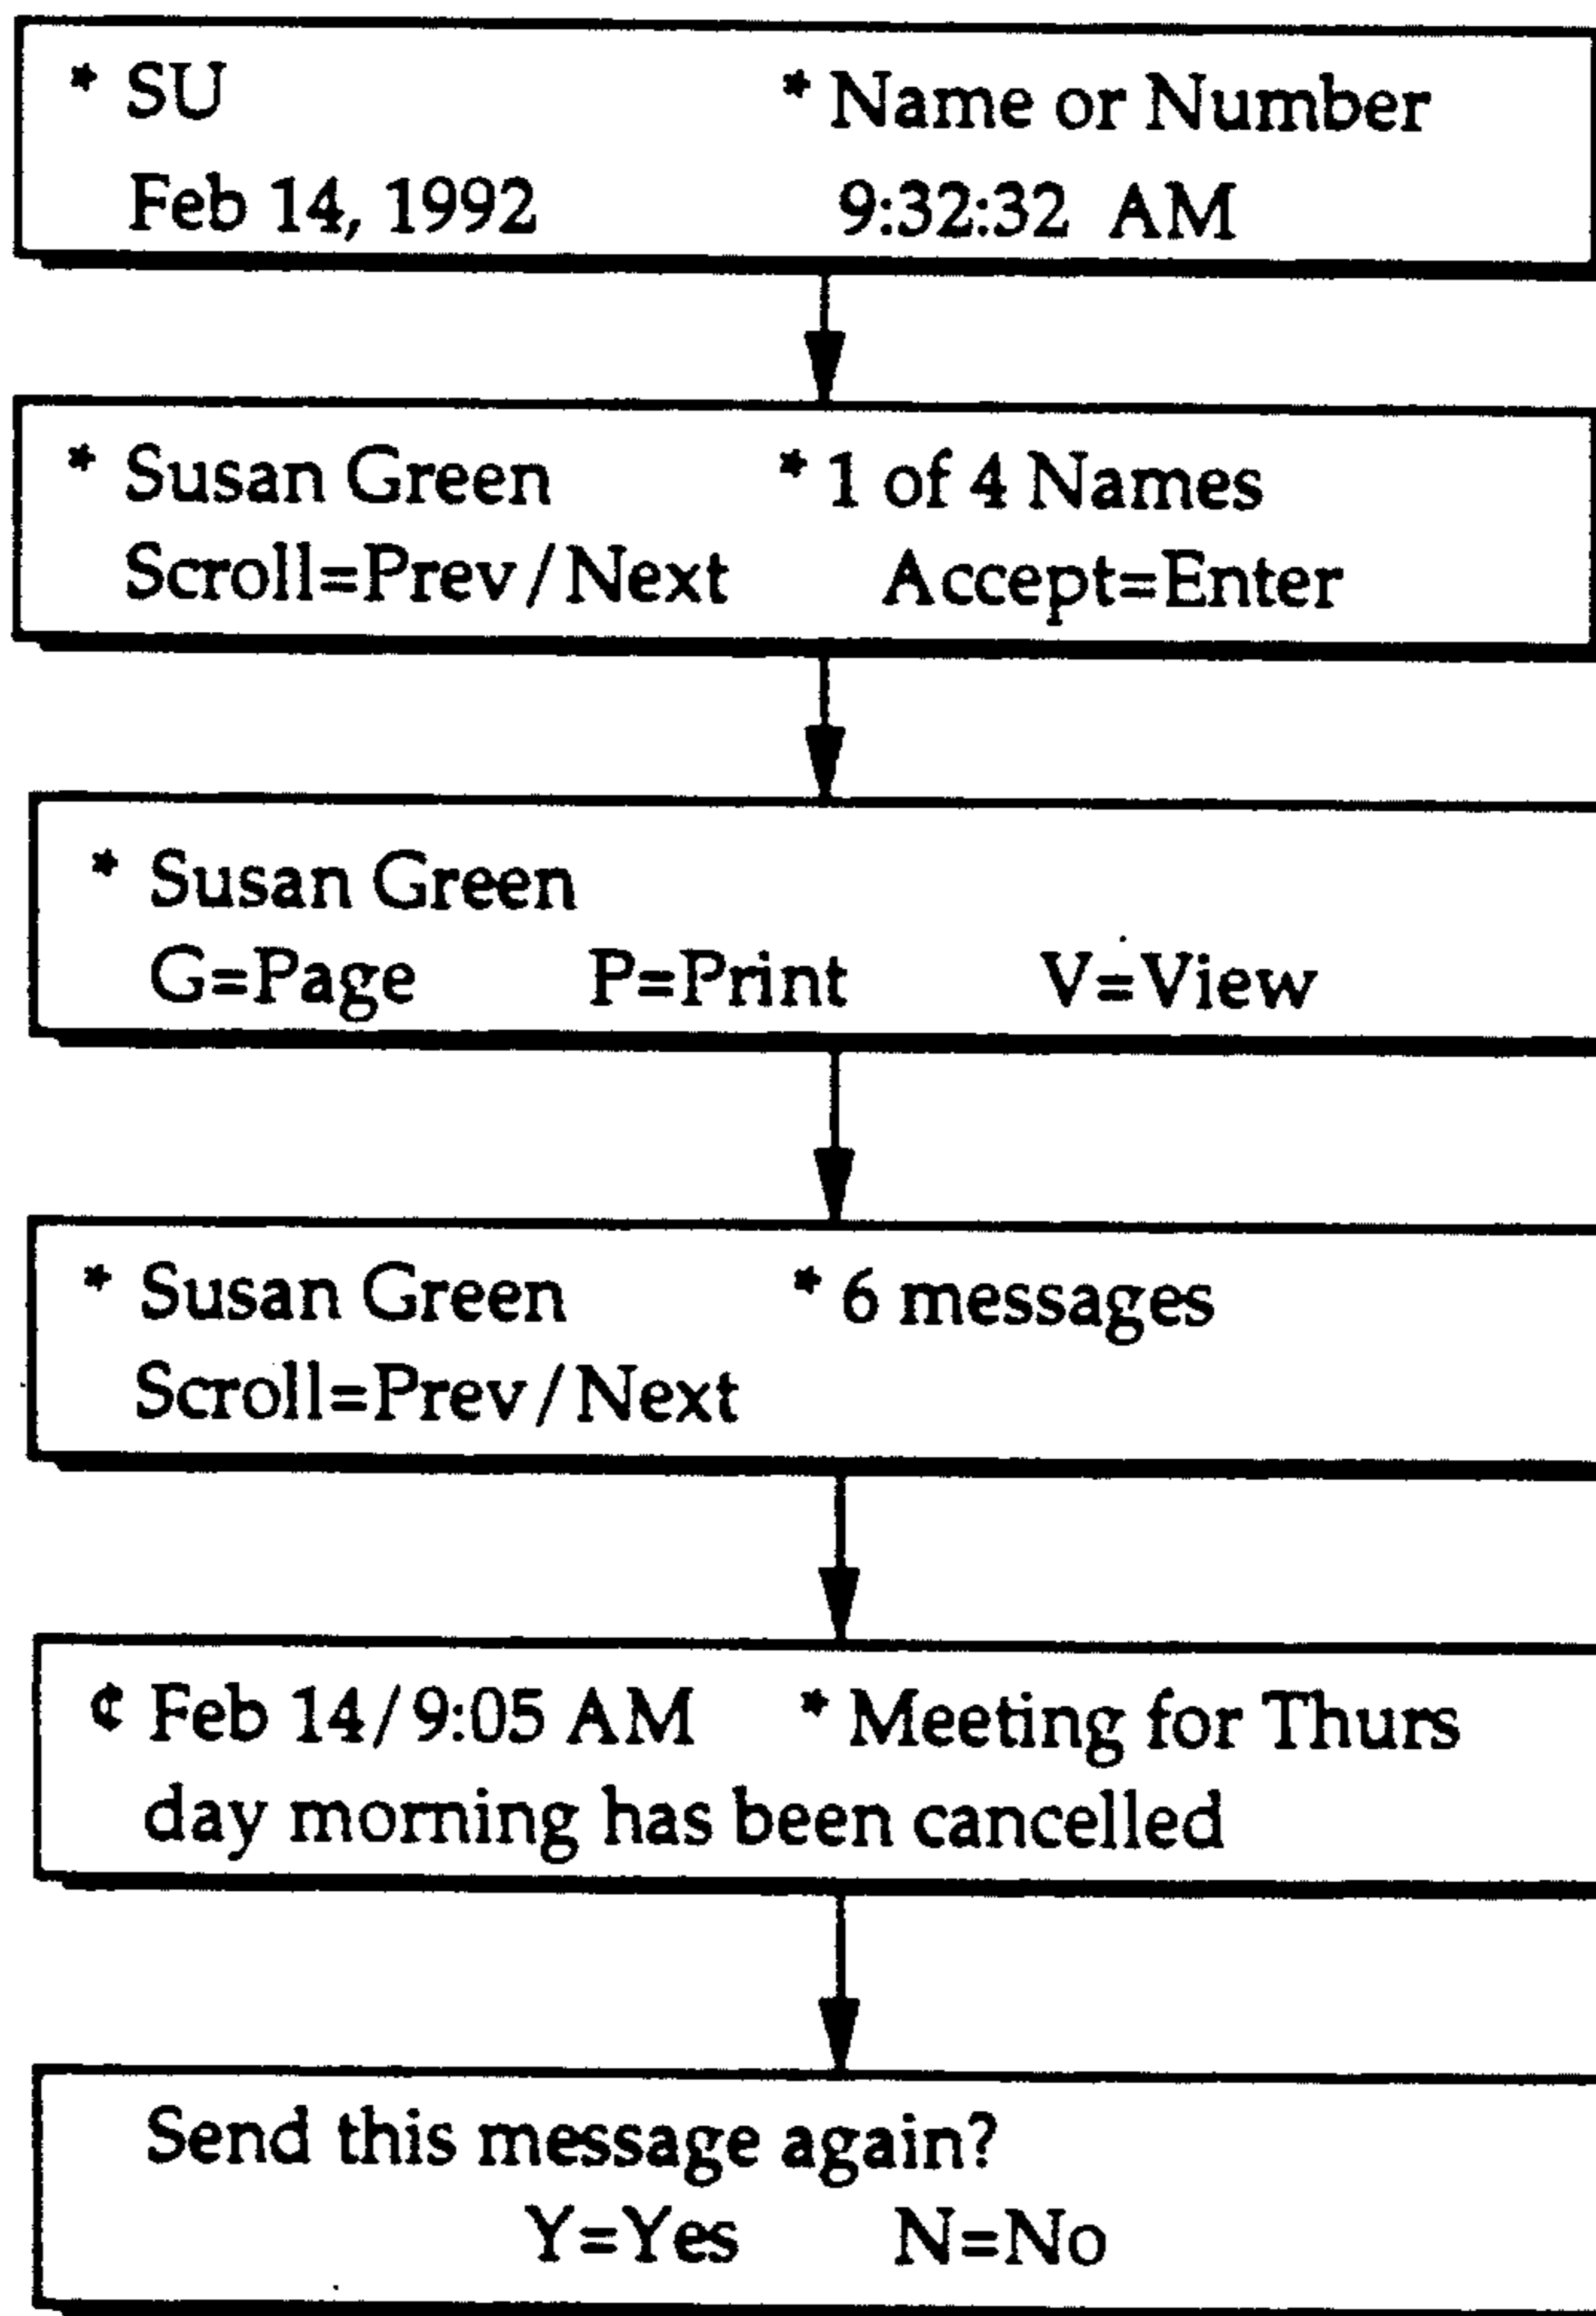 * SU * Name or Number
Feb 14, 1992 9:32:32 AM
* Susan Green * 1 of 4 Names
Scroll=Prev/Next Accept=Enter
* Susan Green
G=Page P=Print V=View
* Susan Green * 6 messages
Scroll=Prev/Next
¢ Feb 14/9:05 AM * Meeting for Thurs
day morning has been cancelled
Send this message again?
Y=Yes N=No